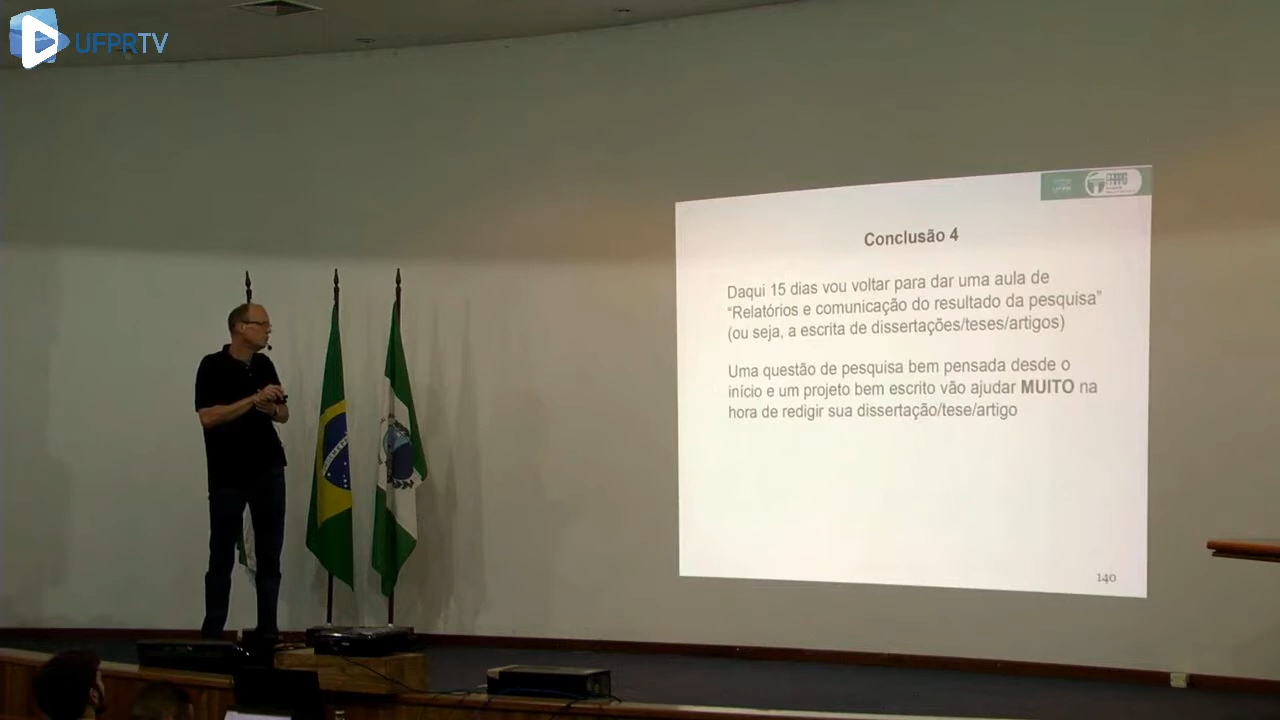 UFPRTV
Conclusão 4
Daqui 15 dias vou voltar para dar uma aula de
“Relatórios e comunicação do resultado da pesquisa”
(ou seja, a escrita de dissertações/teses/artigos)
Uma questão de pesquisa bem pensada desde o
início e um projeto bem escrito vão ajudar MUITO na
hora de redigir sua dissertação/tese/artigo
140